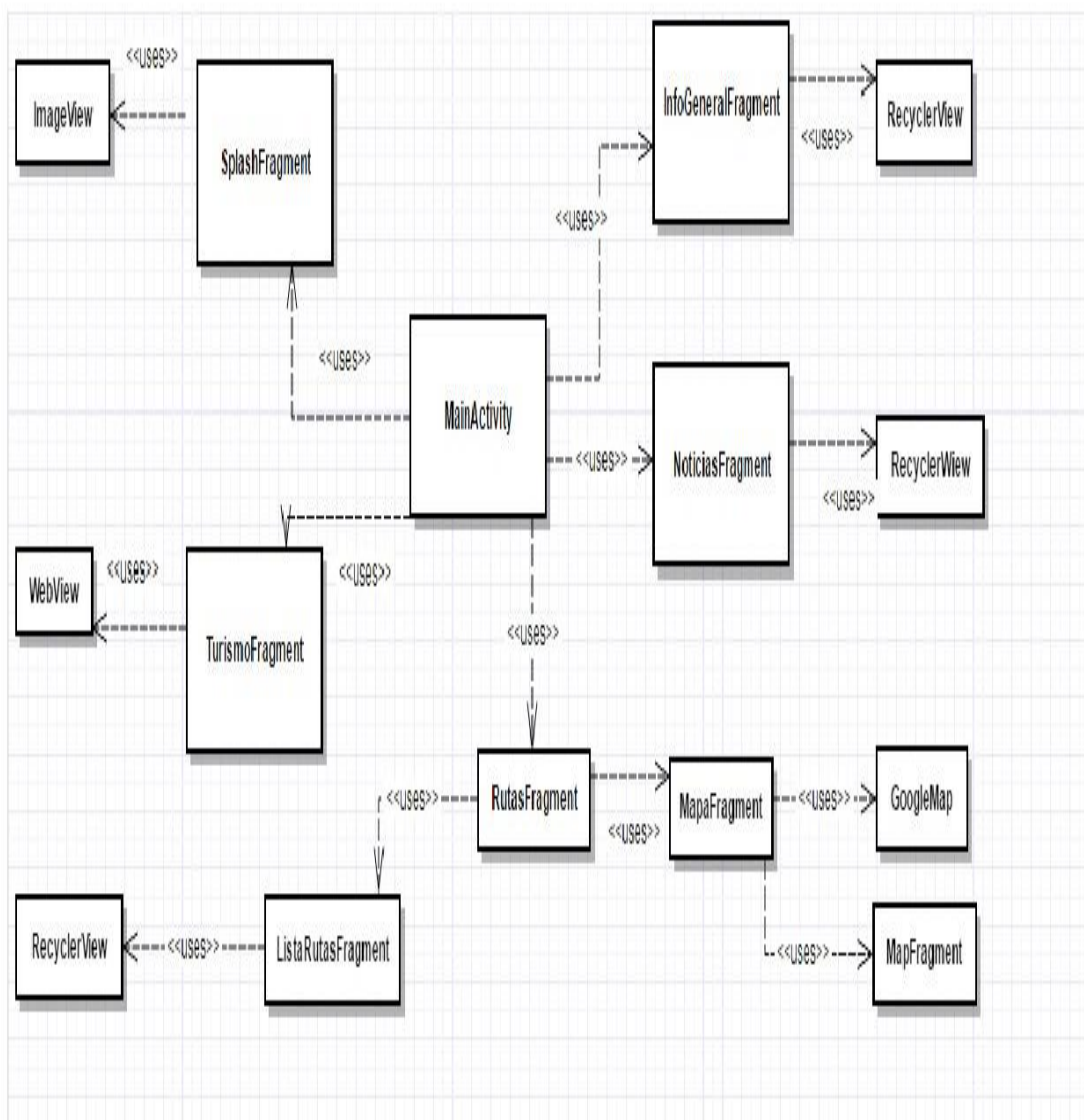 <<uses>>
ImageView
SplashFragment
InfoGeneralFragment
RecyclerView
<<uses>>
<<uses>>
<<uses>>
MainActivity
<<uses>>
NoticiasFragment
RecyclerWiew
<<uses>>
WebView
<<uses>>
<<uses>>
TurismoFragment
<<uses>>
RutasFragment
<<uses>>
<<uses>>
MapaFragment
<<uses>>
GoogleMap
RecyclerView
<<uses>>
ListaRutasFragment
<<uses>>
MapFragment